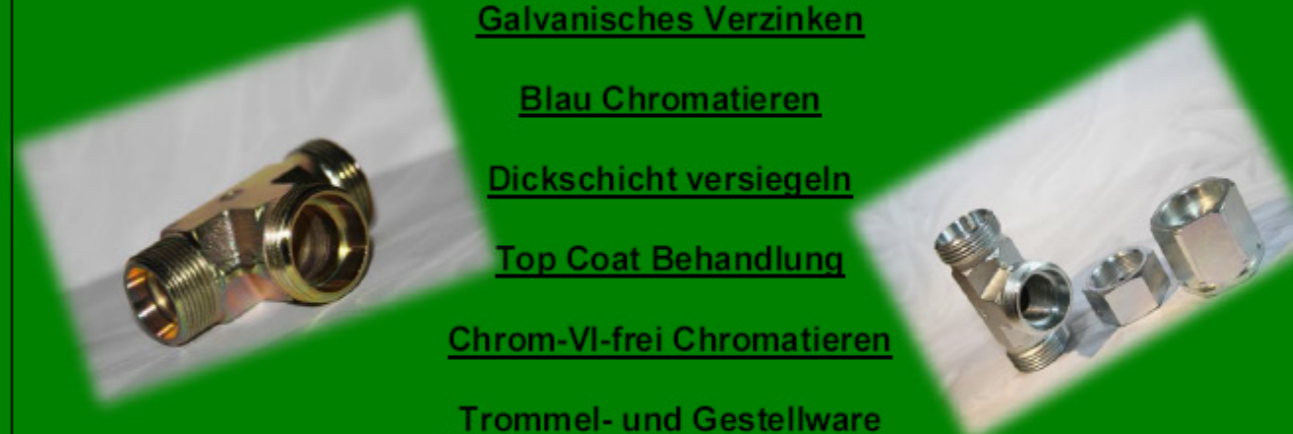 Galvanisches Verzinken
Blau Chromatieren
Dickschicht versiegeln
Top Coat Behandlung
Chrom-VI-frei Chromatieren
Trommel- und Gestellware